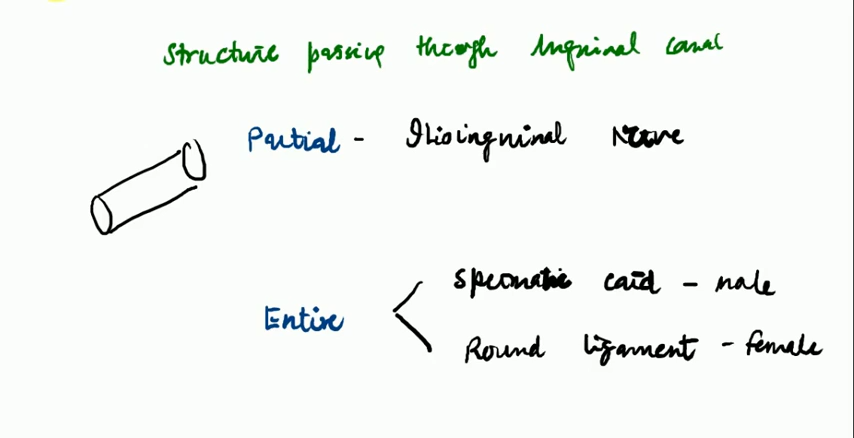 Structure passing through Inguinal canal
Partial - Ilioinguinal Nerve
Spermatic cord - male
Entire
Round ligament - female